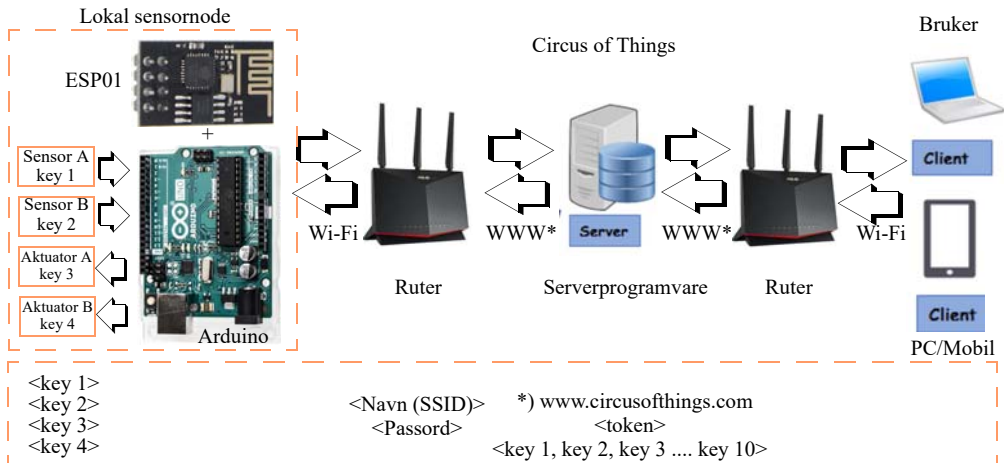 Lokal sensornode
Circus of Things
Bruker
ESP01
+
Sensor A
key 1
Sensor B
key 2
Aktuator A
key 3
Aktuator B
key 4
ARDUINO
UNO
Arduino
Wi-Fi
Ruter
WWW*
Server
Serverprogramvare
WWW*
Ruter
Wi-Fi
Client
Client
PC/Mobil
<key 1>
<key 2>
<key 3>
<key 4>
<Navn (SSID)>
<Passord>
*) www.circusofthings.com
<token>
<key 1, key 2, key 3 .... key 10>